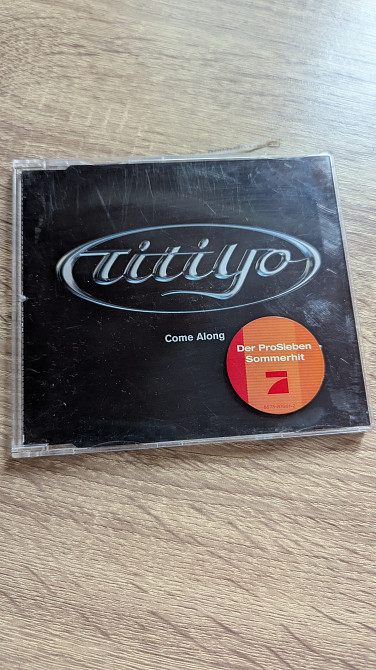 Titiyo
Come Along
Der ProSieben
Sommerhit
7